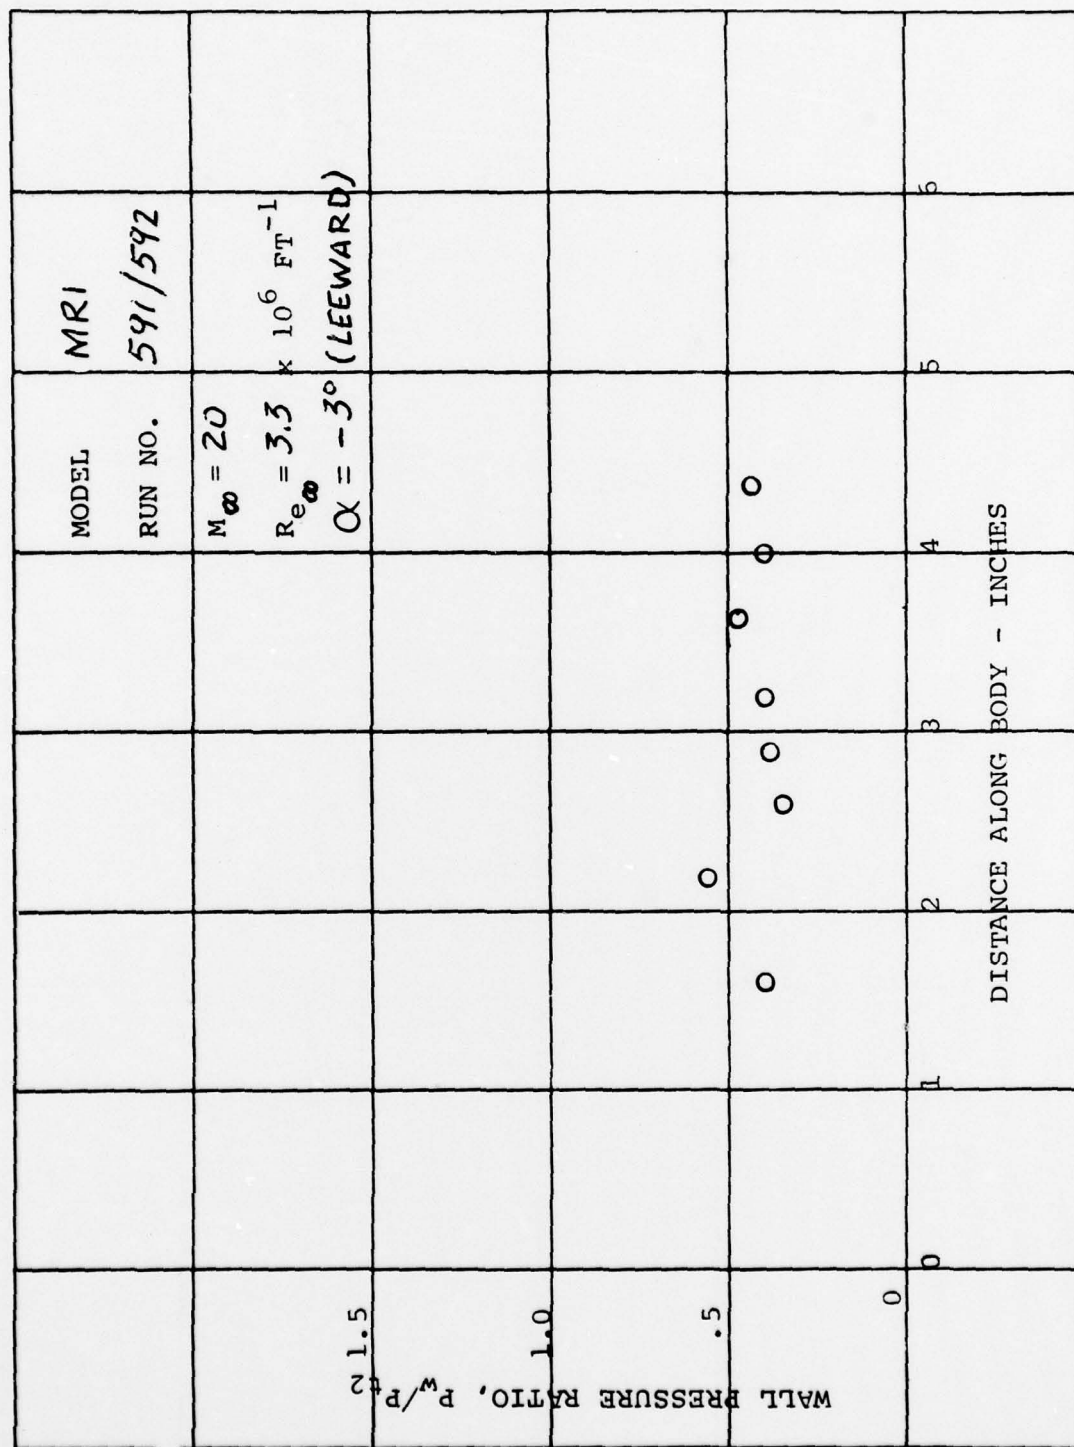 MODEL MRI
RUN NO. 591/592
M∞ = 20
Re∞ = 3.3 x 10⁶ FT⁻¹
α = -3° (LEEWARD)
WALL PRESSURE RATIO, Pw/Pt2
1.5
1.0
.5
0
0 1 2 3 4 5 6
DISTANCE ALONG BODY - INCHES